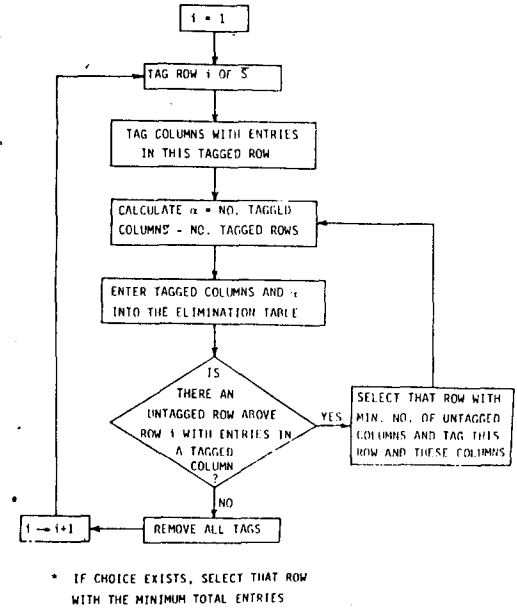 i = 1
TAG ROW i OF S̅
TAG COLUMNS WITH ENTRIES
IN THIS TAGGED ROW
CALCULATE α = NO. TAGGED
COLUMNS - NO. TAGGED ROWS
ENTER TAGGED COLUMNS AND α
INTO THE ELIMINATION TABLE
IS
THERE AN
UNTAGGED ROW ABOVE
ROW i WITH ENTRIES IN
A TAGGED
COLUMN
?
YES
SELECT THAT ROW WITH
MIN. NO. OF UNTAGGED
COLUMNS AND TAG THIS
ROW AND THESE COLUMNS
NO
REMOVE ALL TAGS
i → i+1
* IF CHOICE EXISTS, SELECT THAT ROW
WITH THE MINIMUM TOTAL ENTRIES